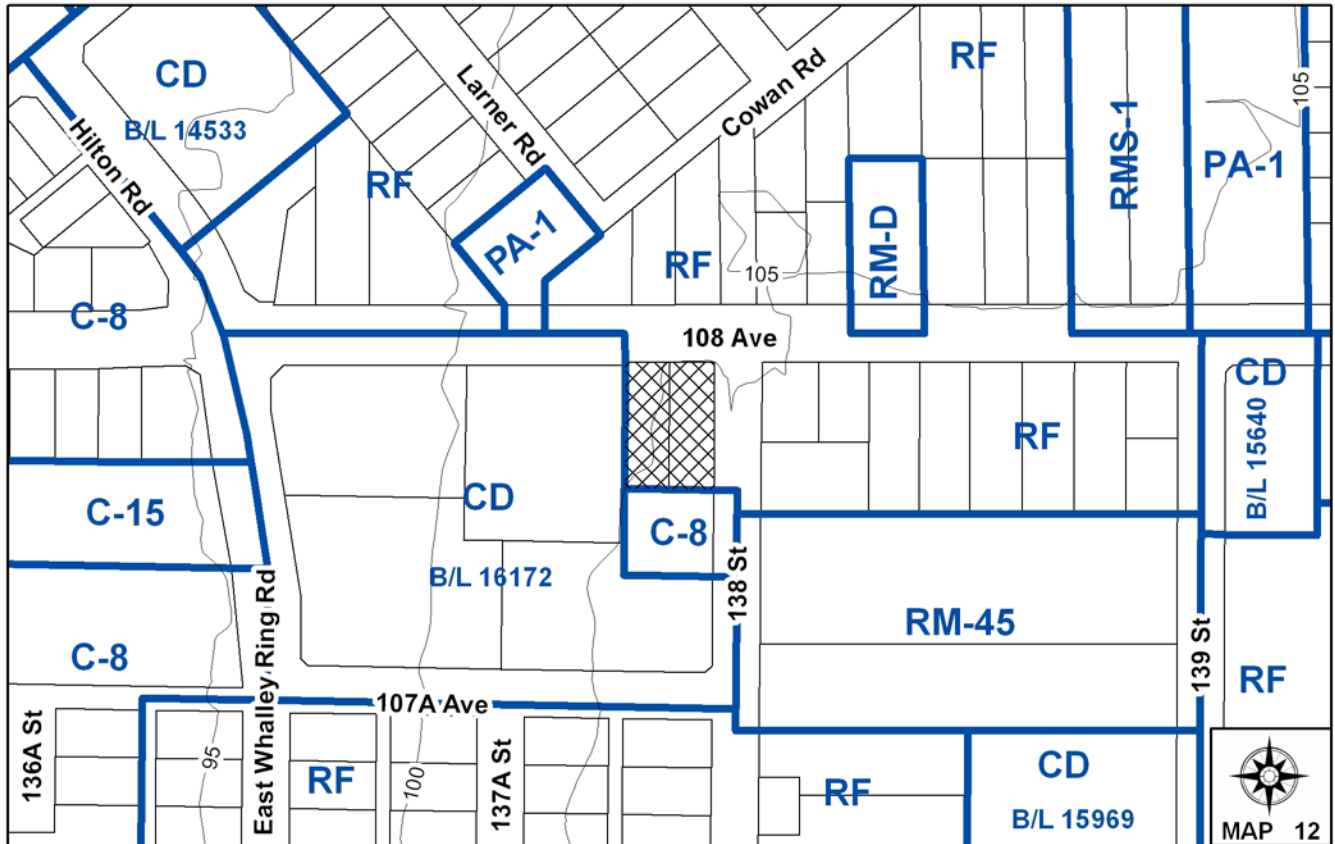 CD
B/L 14533
Hilton Rd
Larner Rd
Cowan Rd
RF
RF
RMS-1
PA-1
105
PA-1
RM-D
RF
105
C-8
108 Ave
CD
B/L 15640
RF
C-15
CD
C-8
B/L 16172
138 St
RM-45
139 St
C-8
East Whalley Ring Rd
107A Ave
RF
136A St
95
RF
100
137A St
RF
CD
B/L 15969
MAP 12